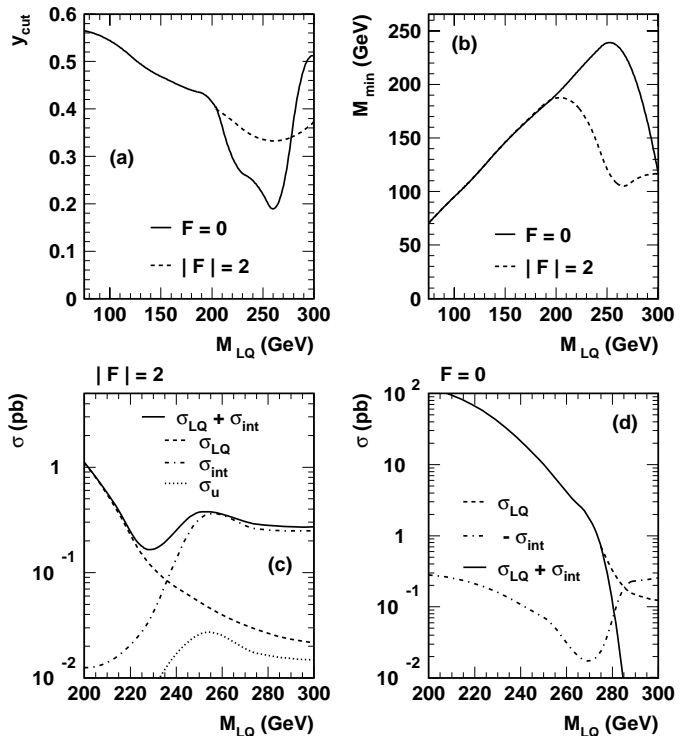 y_cut
0.6
0.5
0.4
0.3
0.2
0.1
0
(a)
F = 0
| F | = 2
100 150 200 250 300
M_LQ (GeV)
M_min (GeV)
250
200
150
100
50
0
(b)
F = 0
| F | = 2
100 150 200 250 300
M_LQ (GeV)
| F | = 2
σ (pb)
1
10^-1
10^-2
σ_LQ + σ_int
σ_LQ
σ_int
σ_u
(c)
200 220 240 260 280 300
M_LQ (GeV)
F = 0
σ (pb)
10^2
10
1
10^-1
10^-2
(d)
σ_LQ
- σ_int
σ_LQ + σ_int
200 220 240 260 280 300
M_LQ (GeV)